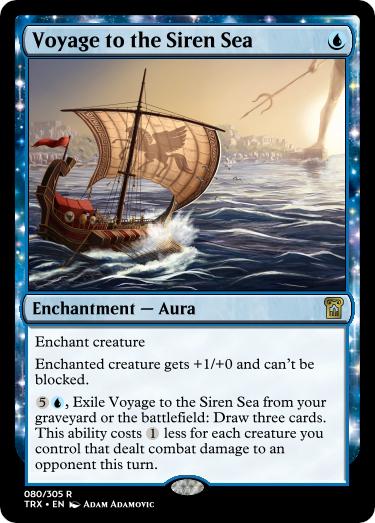 Voyage to the Siren Sea
Enchantment — Aura
Enchant creature
Enchanted creature gets +1/+0 and can't be
blocked.
5, Exile Voyage to the Siren Sea from your
graveyard or the battlefield: Draw three cards.
This ability costs 1 less for each creature you
control that dealt combat damage to an
opponent this turn.
080/305 R
TRX • EN Adam Adamovic